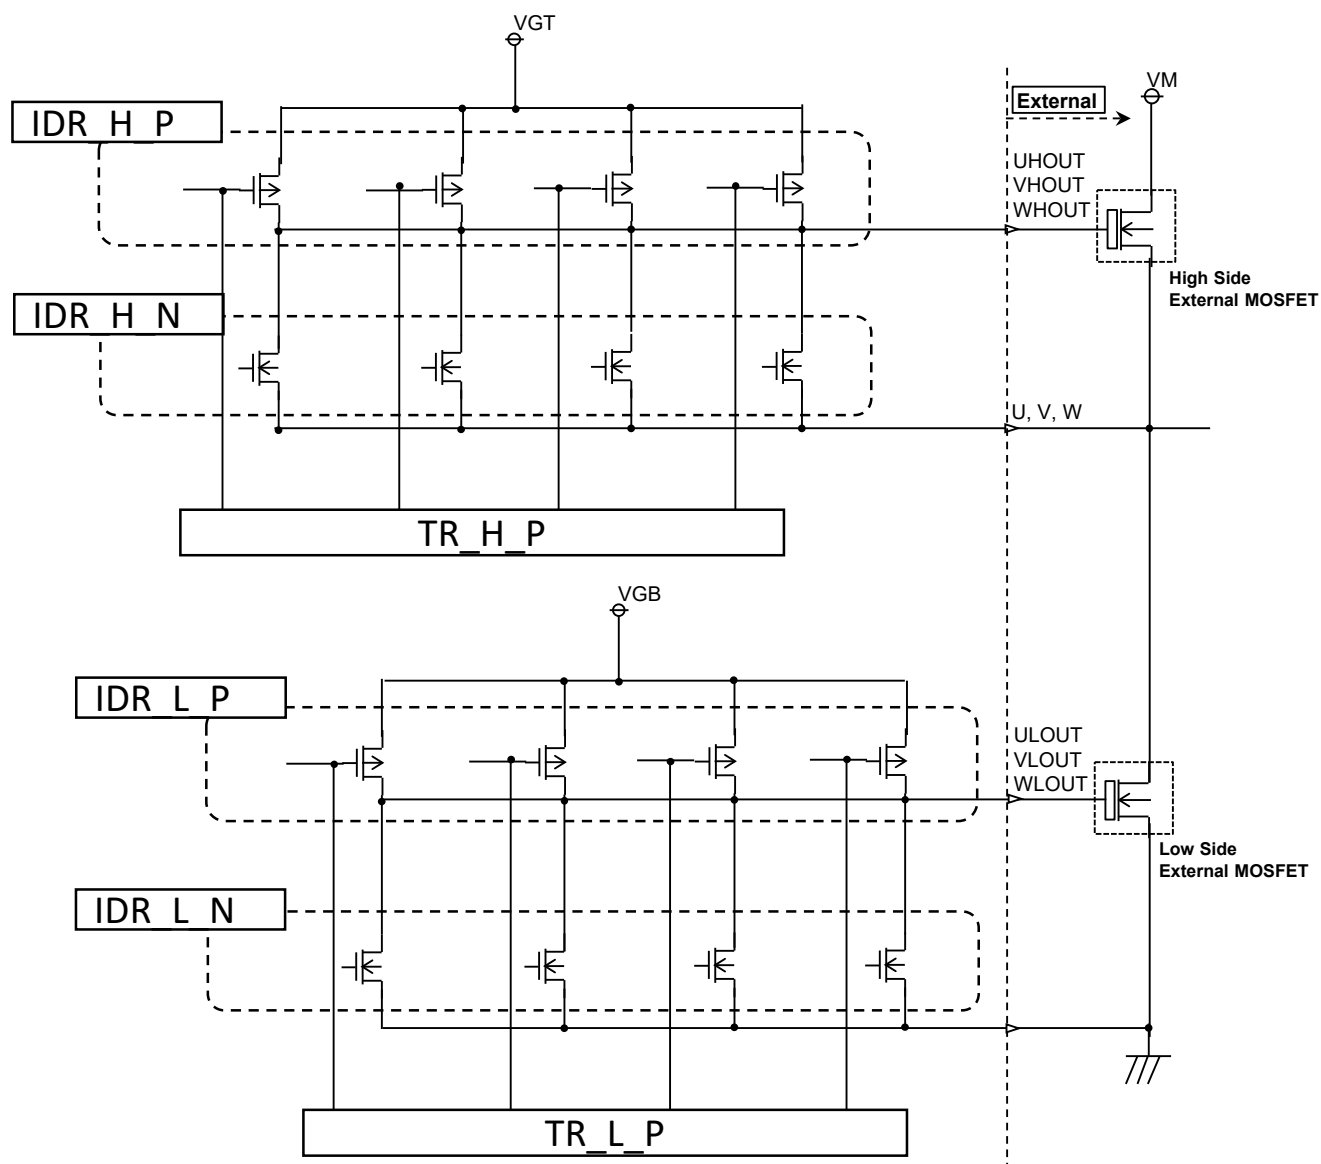 VGT
IDR_H_P
External
VM
UHOUT
VHOUT
WHOUT
High Side
External MOSFET
IDR_H_N
U, V, W
TR_H_P
VGB
IDR_L_P
ULOUT
VLOUT
WLOUT
Low Side
External MOSFET
IDR_L_N
TR_L_P